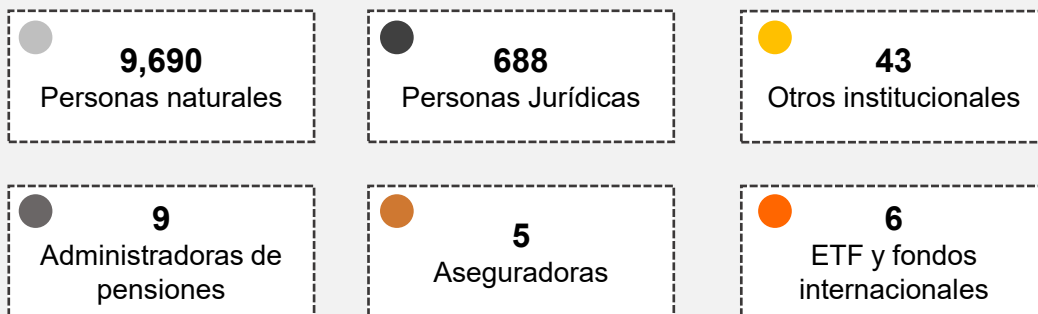 9,690
Personas naturales
688
Personas Jurídicas
43
Otros institucionales
9
Administradoras de
pensiones
5
Aseguradoras
6
ETF y fondos
internacionales